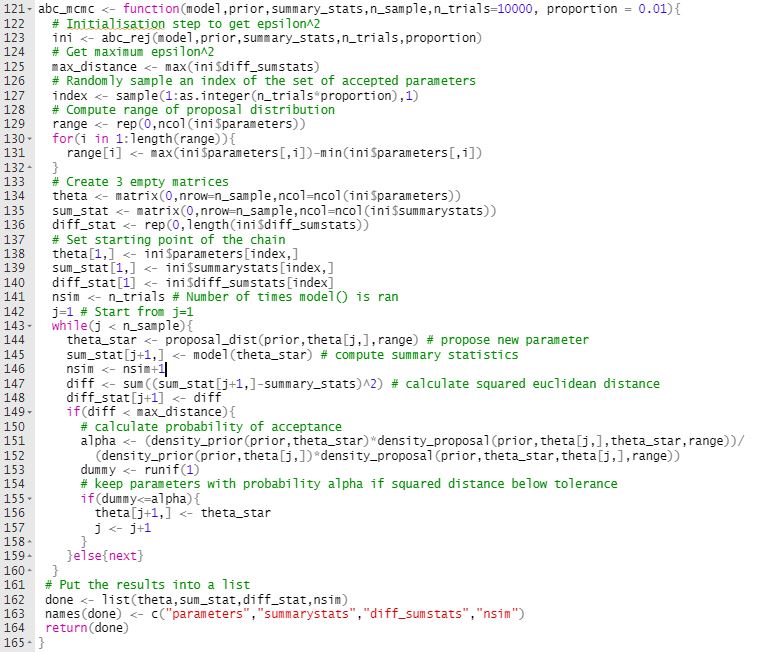 121 abc_mcmc <- function(model,prior,summary_stats,n_sample,n_trials=10000, proportion = 0.01){
122 # Initialisation step to get epsilon^2
123 ini <- abc_rej(model,prior,summary_stats,n_trials,proportion)
124 # Get maximum epsilon^2
125 max_distance <- max(ini$diff_sumstats)
126 # Randomly sample an index of the set of accepted parameters
127 index <- sample(1:as.integer(n_trials*proportion),1)
128 # Compute range of proposal distribution
129 range <- rep(0,ncol(ini$parameters))
130 for(i in 1:length(range)){
131 range[i] <- max(ini$parameters[,i])-min(ini$parameters[,i])
132 }
133 # Create 3 empty matrices
134 theta <- matrix(0,nrow=n_sample,ncol=ncol(ini$parameters))
135 sum_stat <- matrix(0,nrow=n_sample,ncol=ncol(ini$summarystats))
136 diff_stat <- rep(0,length(ini$diff_sumstats))
137 # Set starting point of the chain
138 theta[1,] <- ini$parameters[index,]
139 sum_stat[1,] <- ini$summarystats[index,]
140 diff_stat[1] <- ini$diff_sumstats[index]
141 nsim <- n_trials # Number of times model() is ran
142 j=1 # Start from j=1
143 while(j < n_sample){
144 theta_star <- proposal_dist(prior,theta[j,],range) # propose new parameter
145 sum_stat[j+1,] <- model(theta_star) # compute summary statistics
146 nsim <- nsim+1
147 diff <- sum((sum_stat[j+1,]-summary_stats)^2) # calculate squared euclidean distance
148 diff_stat[j+1] <- diff
149 if(diff < max_distance){
150 # calculate probability of acceptance
151 alpha <- (density_prior(prior,theta_star)*density_proposal(prior,theta[j,],theta_star,range))/
152 (density_prior(prior,theta[j,])*density_proposal(prior,theta_star,theta[j,],range))
153 dummy <- runif(1)
154 # keep parameters with probability alpha if squared distance below tolerance
155 if(dummy<=alpha){
156 theta[j+1,] <- theta_star
157 j <- j+1
158 }
159 }else{next}
160 }
161 # Put the results into a list
162 done <- list(theta,sum_stat,diff_stat,nsim)
163 names(done) <- c("parameters","summarystats","diff_sumstats","nsim")
164 return(done)
165 }